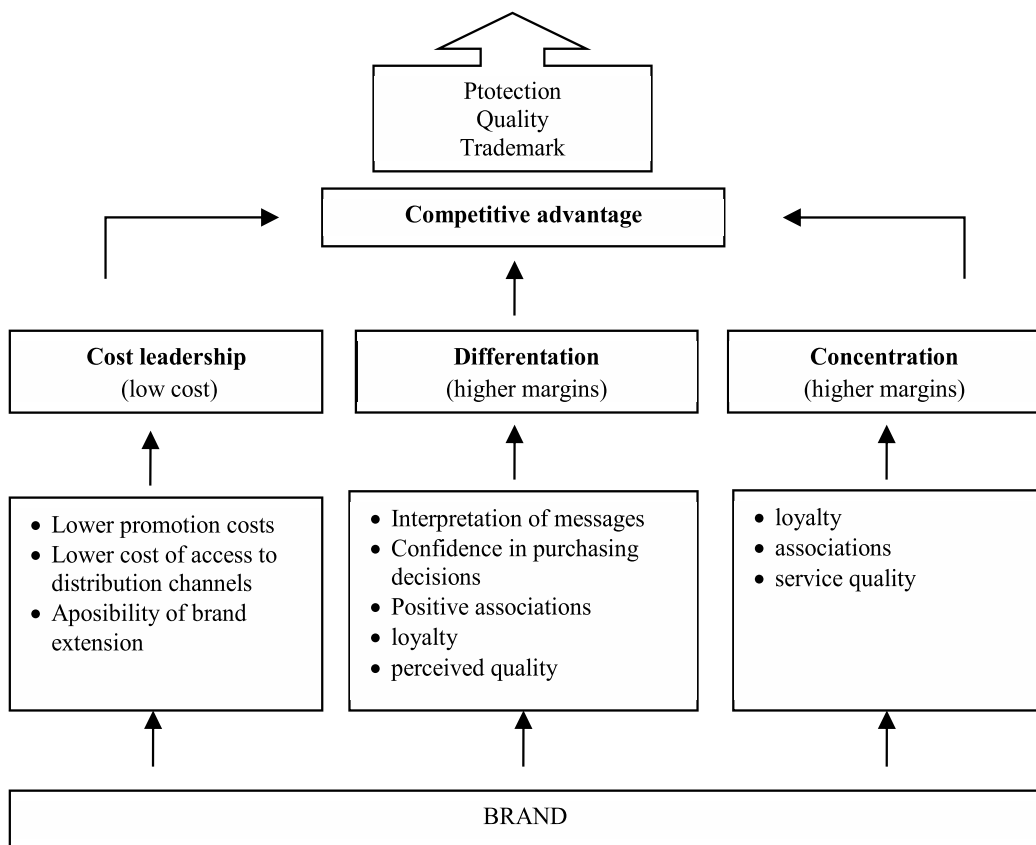 Ptotection
Quality
Trademark
Competitive advantage
Cost leadership
(low cost)
Differentation
(higher margins)
Concentration
(higher margins)
• Lower promotion costs
• Lower cost of access to
distribution channels
• Aposibility of brand
extension
• Interpretation of messages
• Confidence in purchasing
decisions
• Positive associations
• loyalty
• perceived quality
• loyalty
• associations
• service quality
BRAND